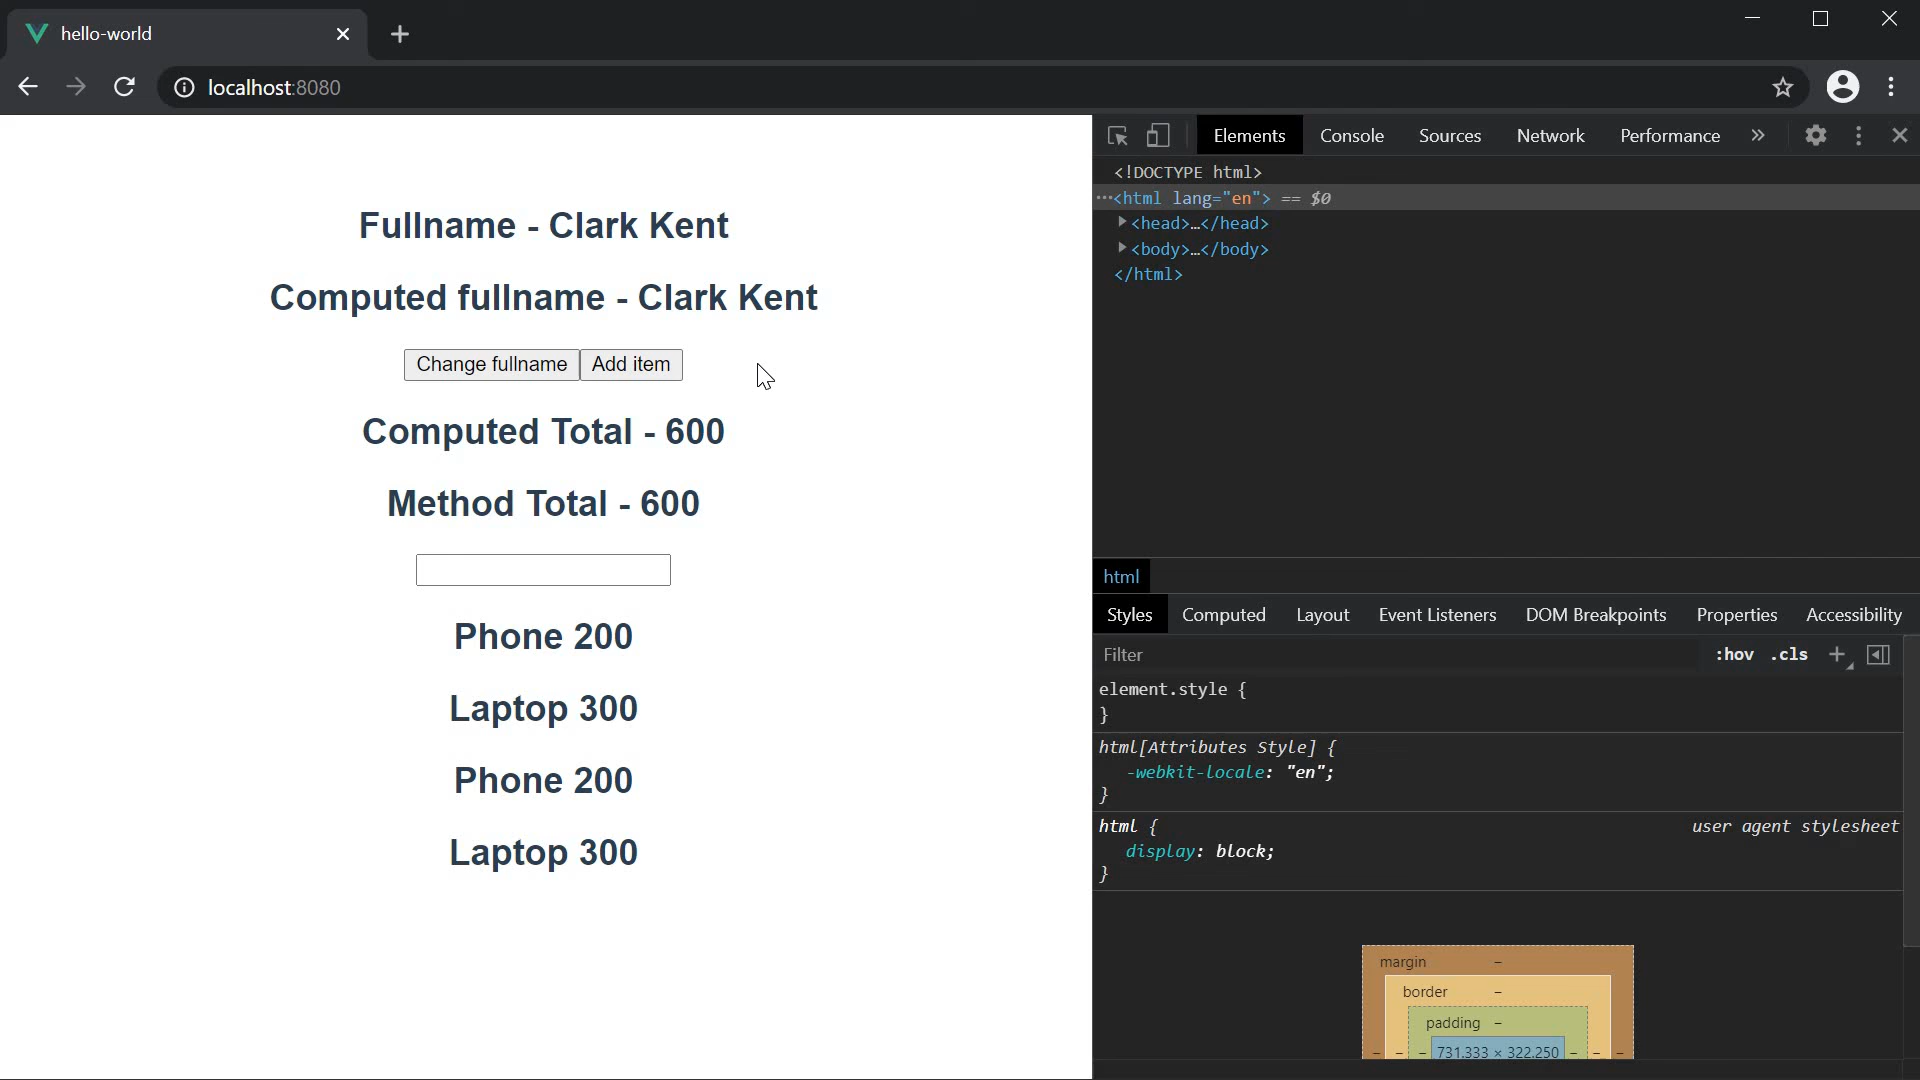 hello-world
localhost:8080
Fullname - Clark Kent
Computed fullname - Clark Kent
Change fullname Add item
Computed Total - 600
Method Total - 600
Phone 200
Laptop 300
Phone 200
Laptop 300
Elements Console Sources Network Performance »
<!DOCTYPE html>
…<html lang="en"> == $0
<head>…</head>
<body>…</body>
</html>
html
Styles Computed Layout Event Listeners DOM Breakpoints Properties Accessibility
Filter :hov .cls +
element.style {
}
html[Attributes Style] {
-webkit-locale: "en";
}
html { user agent stylesheet
display: block;
}
margin –
border –
padding –
– – – 731.333 × 322.250 – – –